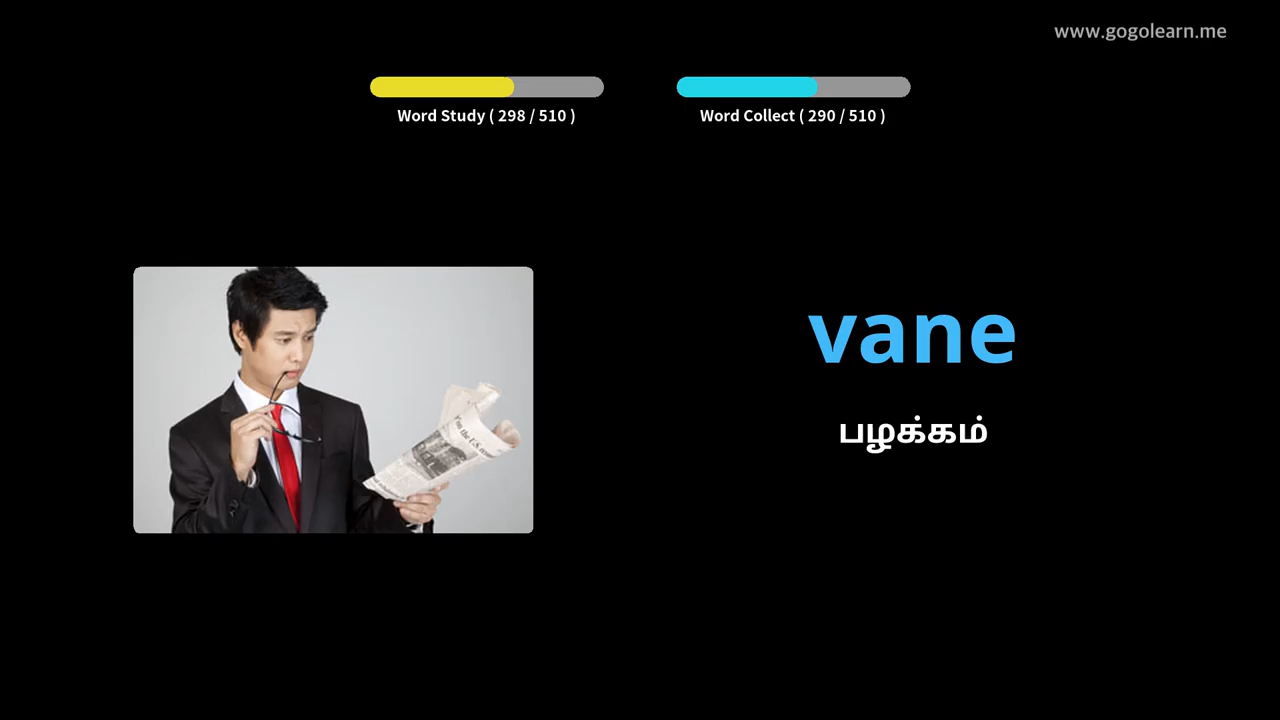 www.gogolearn.me
Word Study ( 298 / 510 )
Word Collect ( 290 / 510 )
vane
பழக்கம்